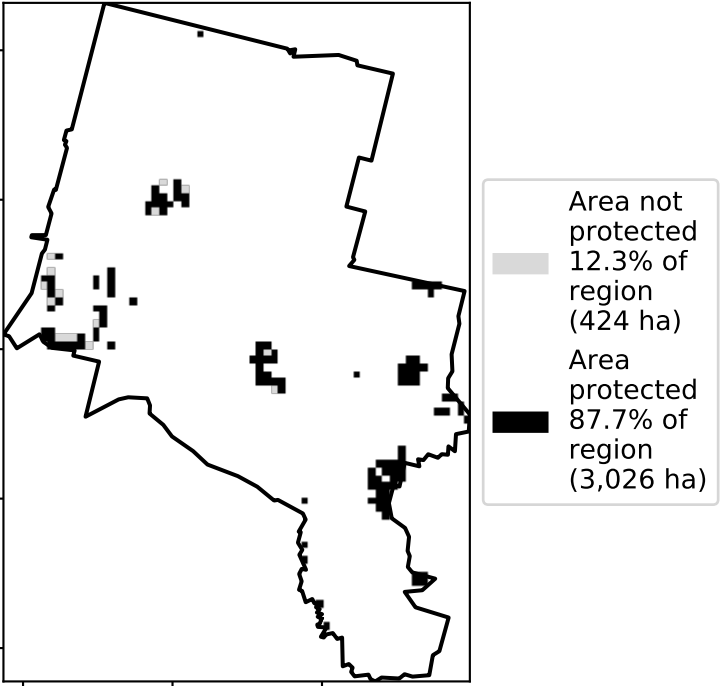 Area not
protected
12.3% of
region
(424 ha)
Area
protected
87.7% of
region
(3,026 ha)